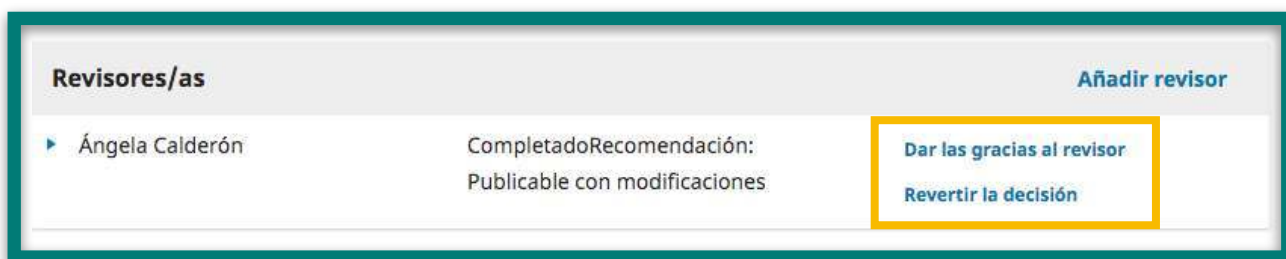 Revisores/as
Añadir revisor
Ángela Calderón
CompletadoRecomendación:
Publicable con modificaciones
Dar las gracias al revisor
Revertir la decisión